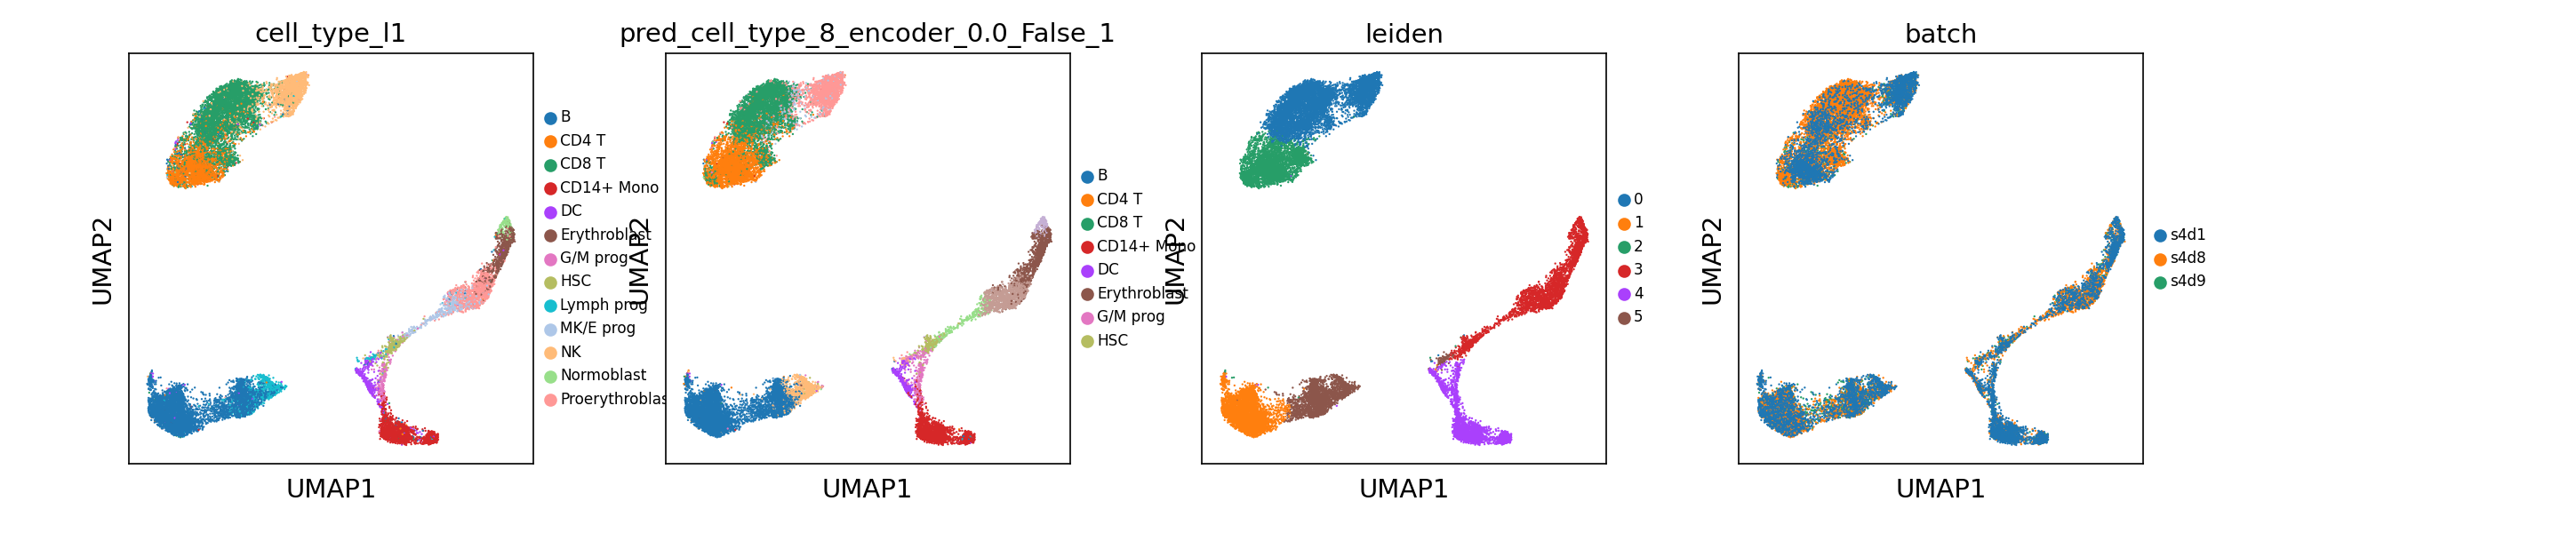 cell_type_l1
UMAP2
UMAP1
B
CD4 T
CD8 T
CD14+ Mono
DC
Erythroblast
G/M prog
HSC
Lymph prog
MK/E prog
NK
Normoblast
Proerythroblas
pred_cell_type_8_encoder_0.0_False_1
UMAP2
UMAP1
B
CD4 T
CD8 T
CD14+ Mono
DC
Erythroblast
G/M prog
HSC
leiden
UMAP2
UMAP1
0
1
2
3
4
5
batch
UMAP2
UMAP1
s4d1
s4d8
s4d9